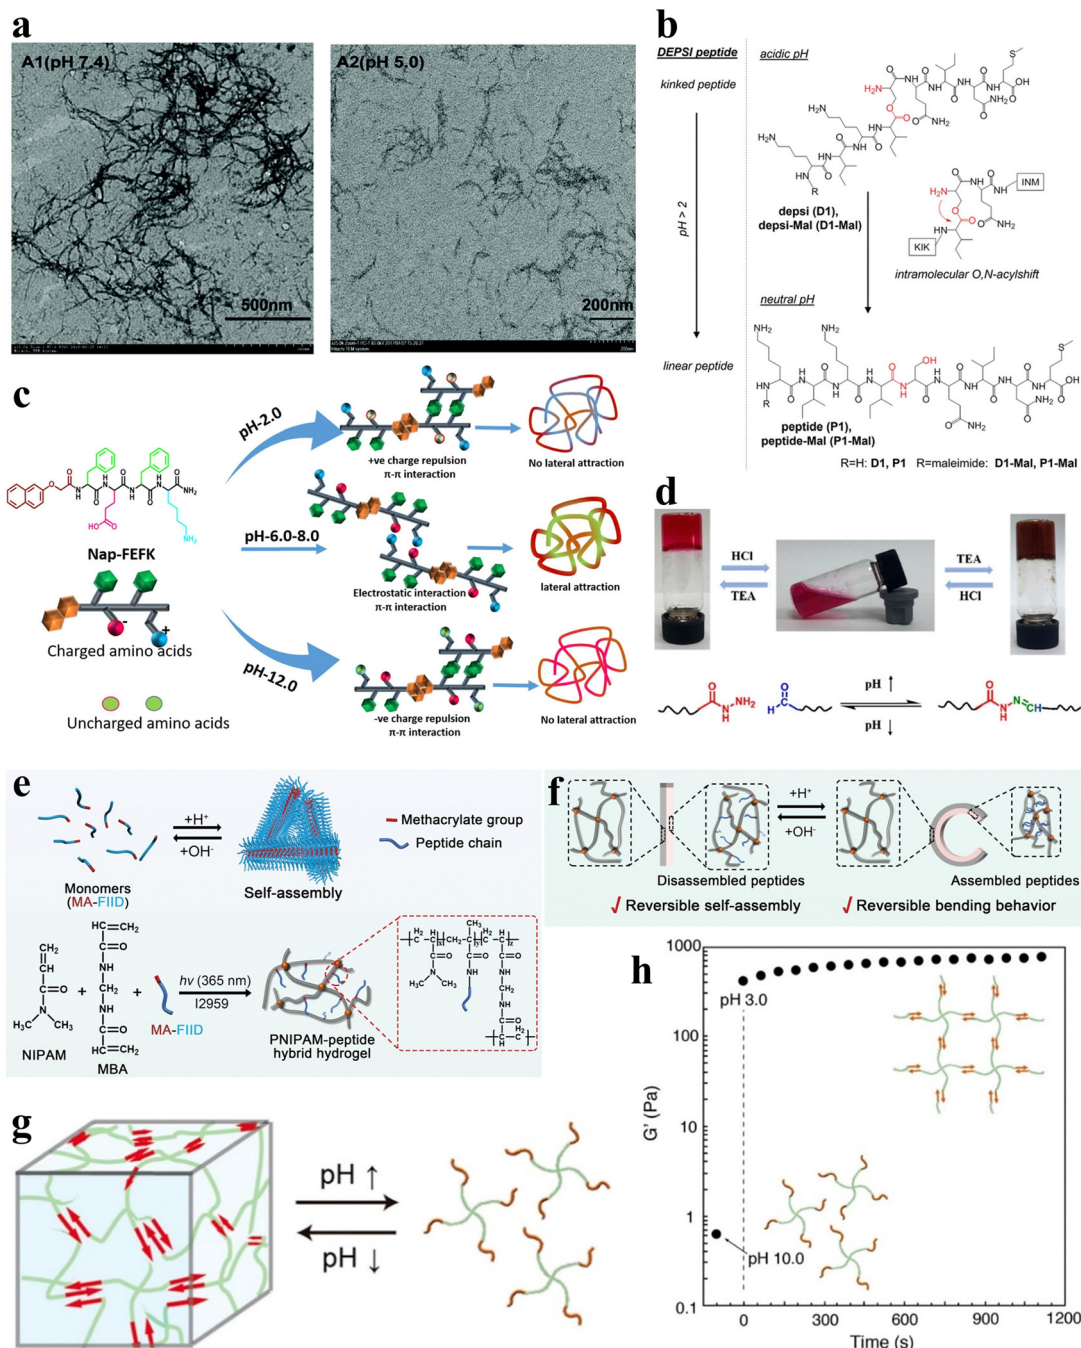 a
A1(pH 7.4)
500nm
A2(pH 5.0)
200nm
b
DEPSI peptide
acidic pH
kinked peptide
S
H₂N
O
H
N
OH
NH₂
R
depsi (D1),
depsi-Mal (D1-Mal)
pH > 2
INM
KIK
intramolecular O,N-acylshift
neutral pH
linear peptide
peptide (P1),
peptide-Mal (P1-Mal)
R=H: D1, P1 R=maleimide: D1-Mal, P1-Mal
c
pH-2.0
+ve charge repulsion
π-π interaction
No lateral attraction
Nap-FEFK
pH-6.0-8.0
Electrostatic interaction
π-π interaction
lateral attraction
Charged amino acids
- +
Uncharged amino acids
pH-12.0
-ve charge repulsion
π-π interaction
No lateral attraction
d
HCl
TEA
TEA
HCl
pH ↑
pH ↓
e
+H⁺
+OH⁻
Monomers
(MA-FIID)
Self-assembly
Methacrylate group
Peptide chain
NIPAM
+
MBA
+
MA-FIID
hv (365 nm)
I2959
PNIPAM-peptide
hybrid hydrogel
f
+H⁺
+OH⁻
Disassembled peptides
Assembled peptides
√ Reversible self-assembly
√ Reversible bending behavior
g
pH ↑
pH ↓
h
1000
100
10
1
0.1
G' (Pa)
pH 3.0
pH 10.0
0 300 600 900 1200
Time (s)